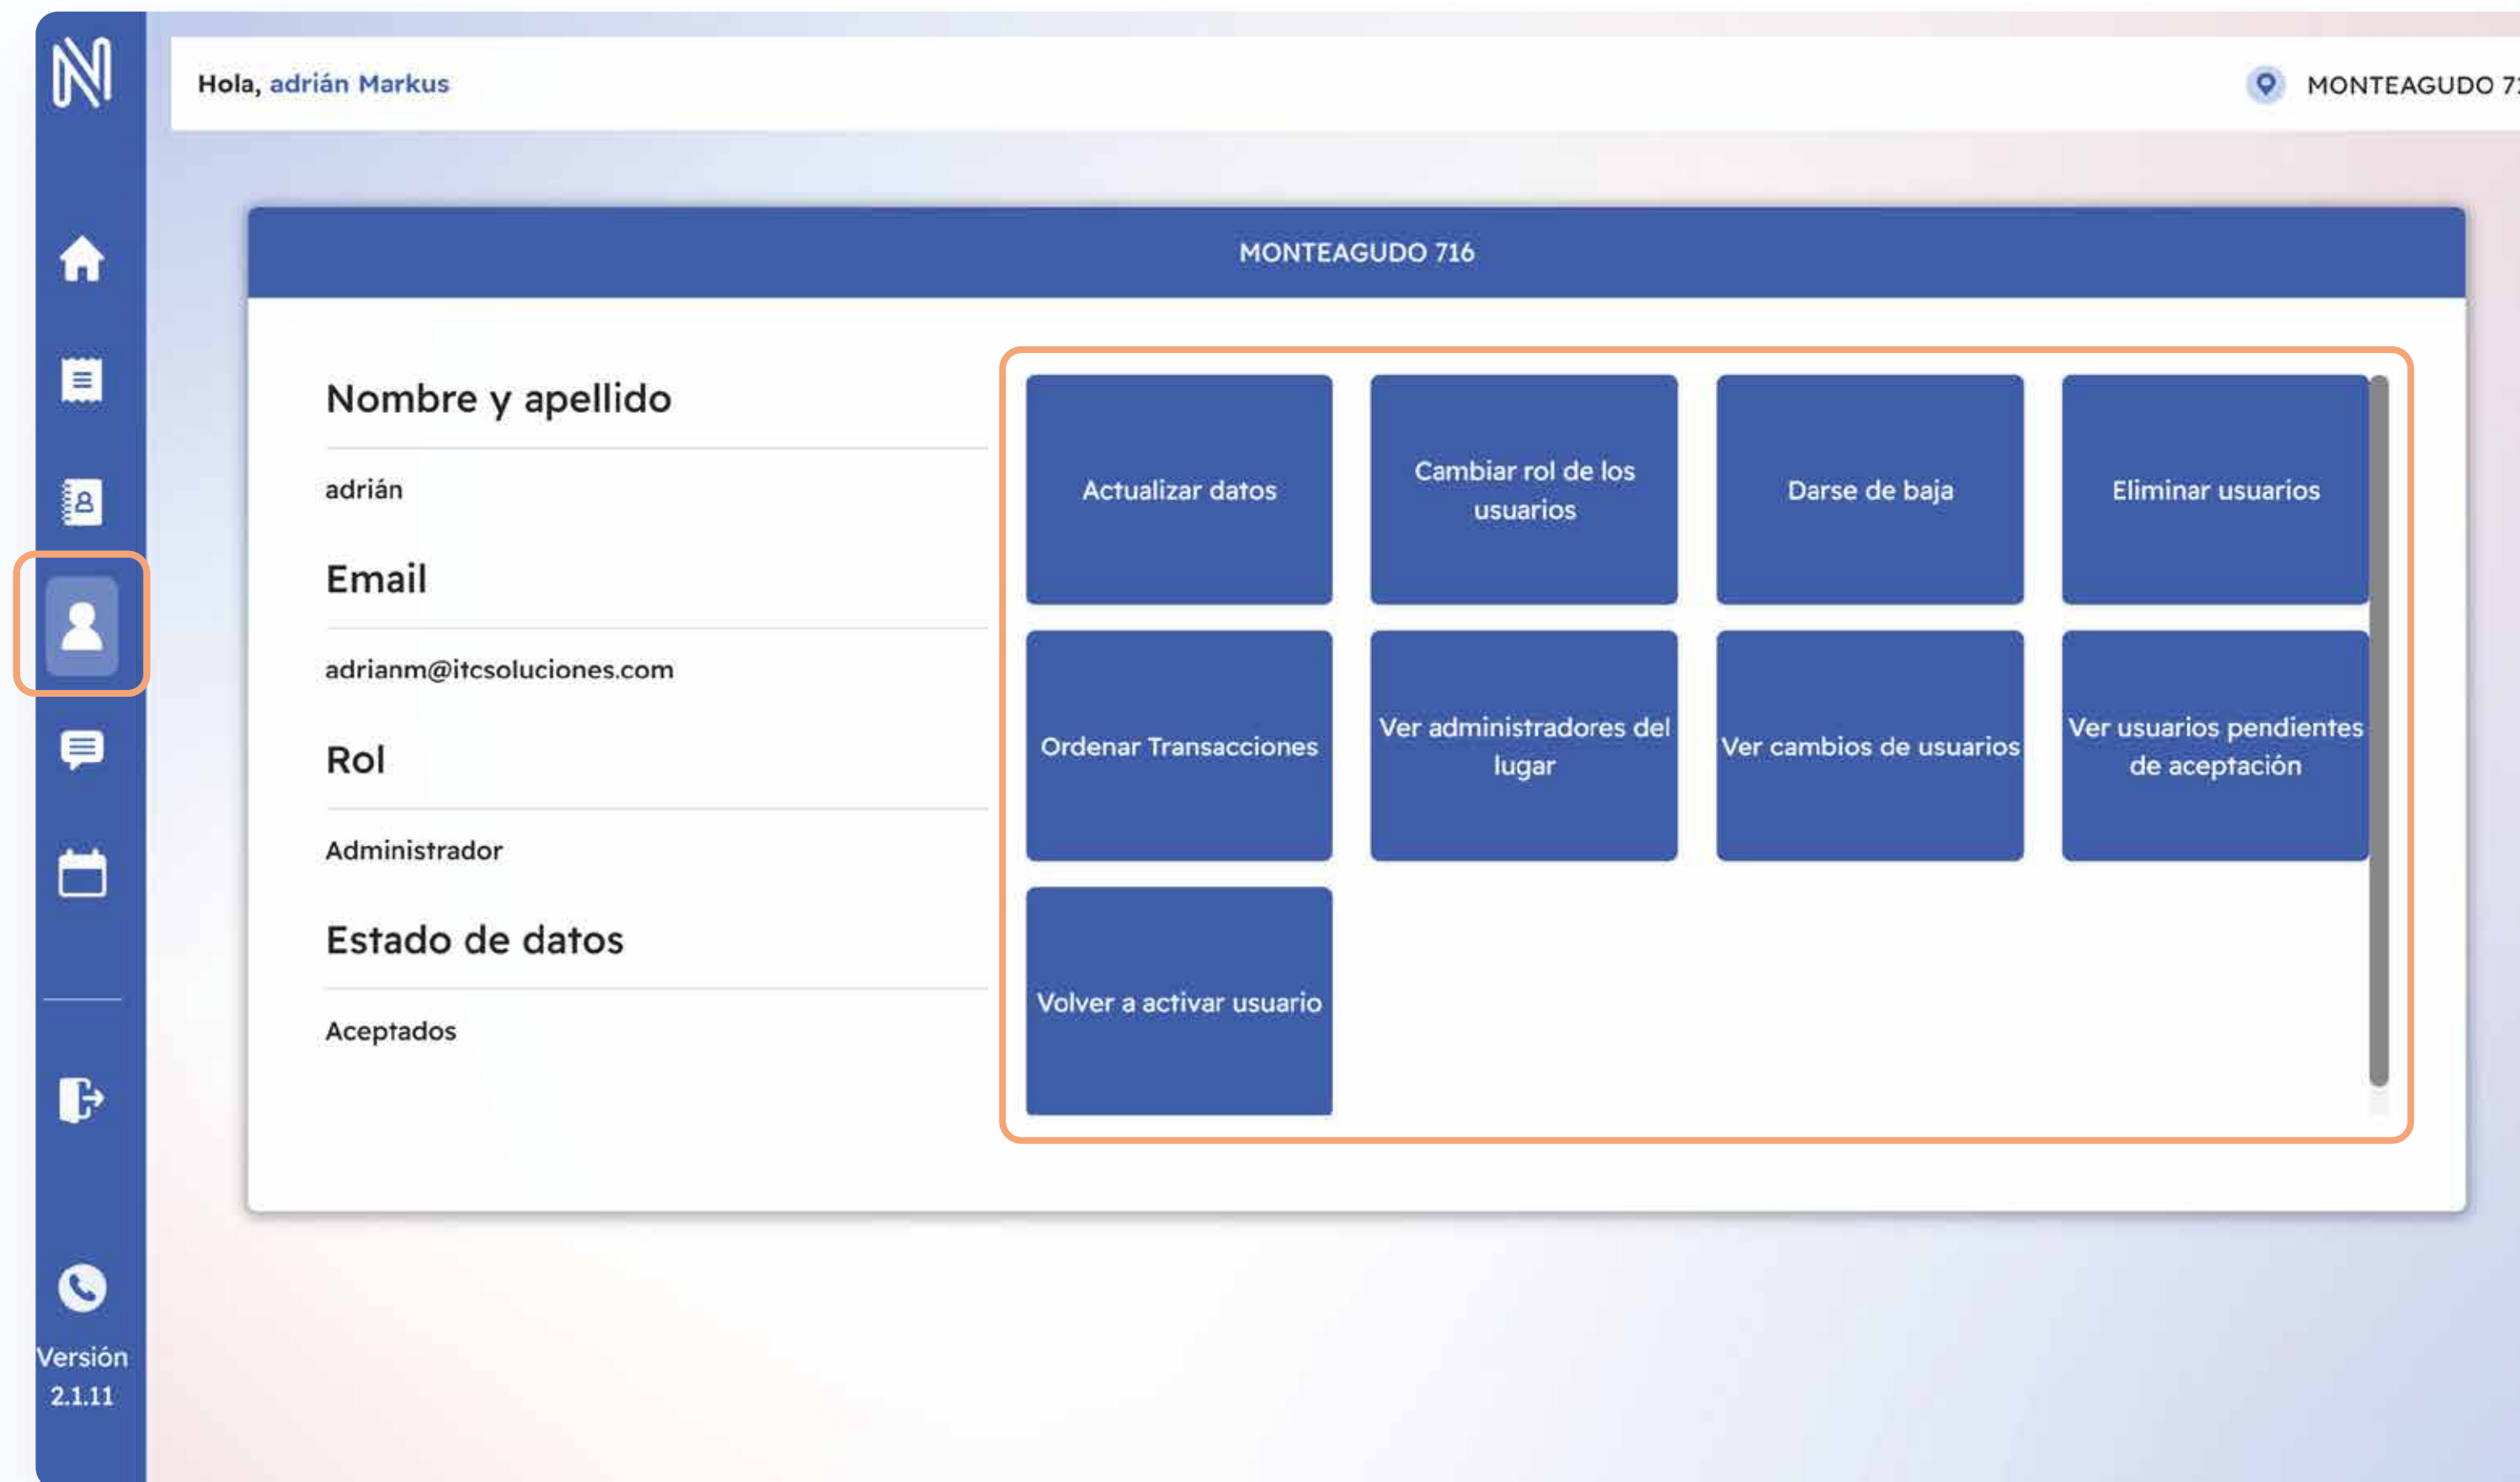 Hola, adrián Markus
MONTEAGUDO
MONTEAGUDO 716
Nombre y apellido
adrián
Email
adrianm@itcsoluciones.com
Rol
Administrador
Estado de datos
Aceptados
Actualizar datos
Cambiar rol de los
usuarios
Darse de baja
Eliminar usuarios
Ordenar Transacciones
Ver administradores del
lugar
Ver cambios de usuarios
Ver usuarios pendientes
de aceptación
Volver a activar usuario
Versión
2.1.11